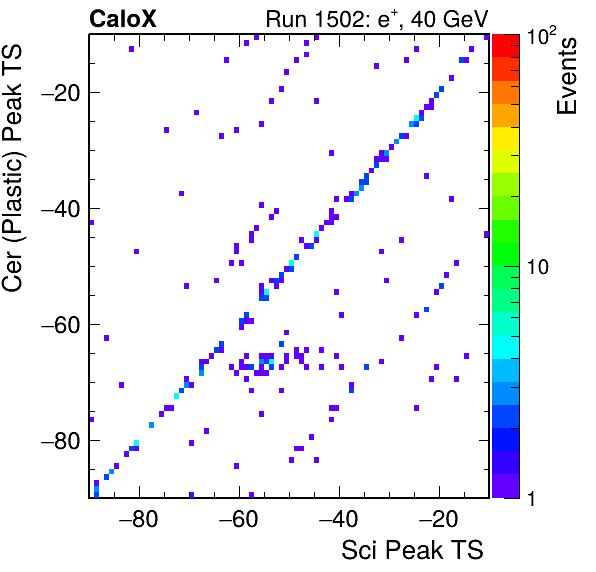 CaloX Run 1502: e⁺, 40 GeV
Cer (Plastic) Peak TS
−20
−40
−60
−80
−80 −60 −40 −20
Sci Peak TS
10²
10
1
Events